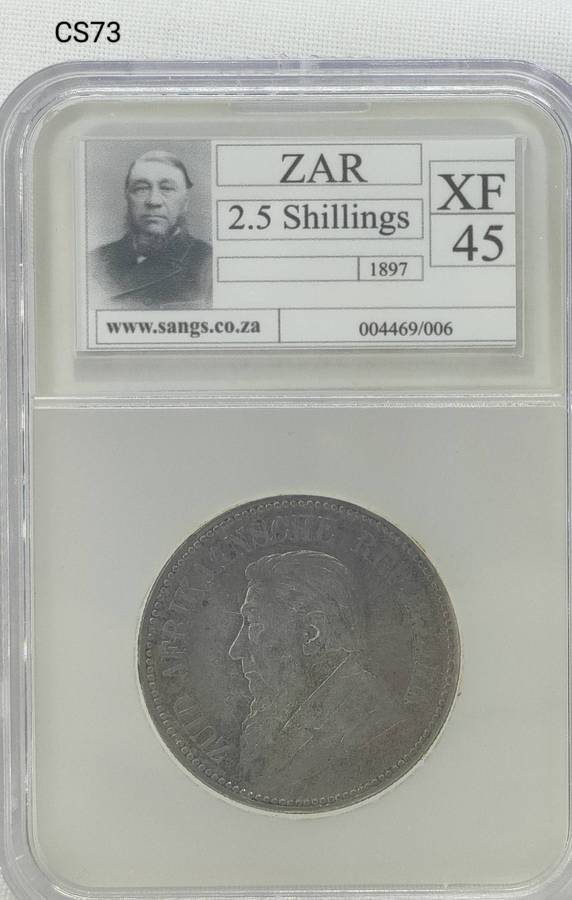 CS73
ZAR
XF
2.5 Shillings
45
1897
www.sangs.co.za
004469/006
ZUID AFRIKAANSCHE REPUBLIEK